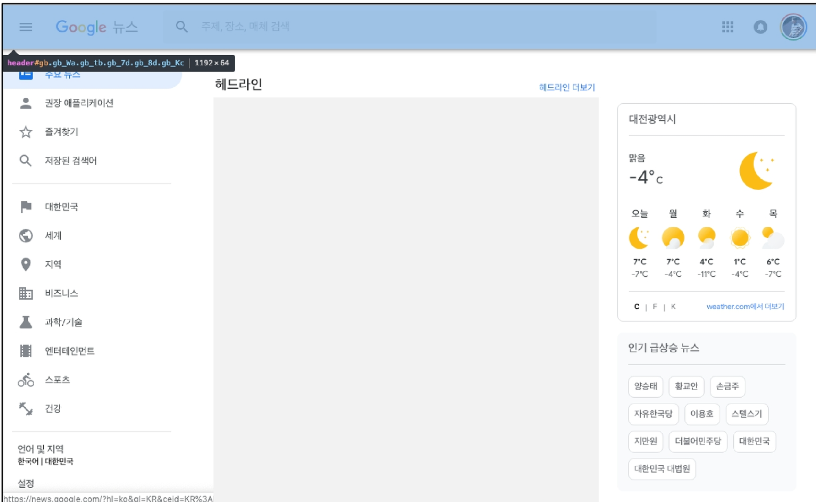 Google 뉴스
주제, 장소, 매체 검색
header#gb.gb_Wa.gb_tb.gb_7d.gb_8d.gb_Kc | 1192×64
주요 뉴스
권장 애플리케이션
즐겨찾기
저장된 검색어
대한민국
세계
지역
비즈니스
과학/기술
엔터테인먼트
스포츠
건강
언어 및 지역
한국어 | 대한민국
설정
https://news.google.com/?hl=ko&gl=KR&ceid=KR%3A
헤드라인
헤드라인 더보기
대전광역시
맑음
-4°C
오늘 월 화 수 목
7°C 7°C 4°C 1°C 6°C
-7°C -4°C -11°C -4°C -7°C
C | F | K weather.com에서 더보기
인기 급상승 뉴스
양승태 황교안 손금주
자유한국당 이용호 스텔스기
지만원 더불어민주당 대한민국
대한민국 대법원